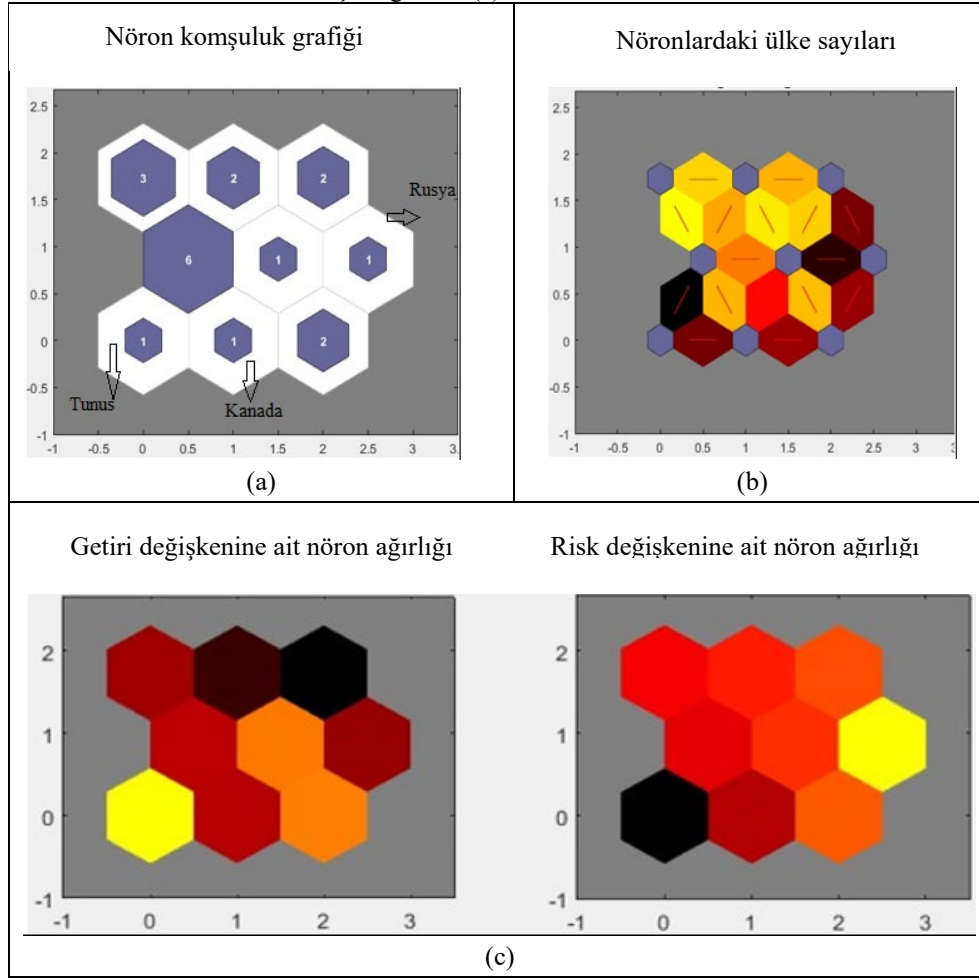 Nöron komşuluk grafiği
2.5
2
1.5
1
0.5
0
-0.5
-1
3 2 2
6 1 1
1 1 2
Rusya
Tunus
Kanada
-1 -0.5 0 0.5 1 1.5 2 2.5 3 3.
(a)
Nöronlardaki ülke sayıları
2.5
2
1.5
1
0.5
0
-0.5
-1
-1 -0.5 0 0.5 1 1.5 2 2.5 3
(b)
Getiri değişkenine ait nöron ağırlığı
2
1
0
-1
-1 0 1 2 3
Risk değişkenine ait nöron ağırlığı
2
1
0
-1
-1 0 1 2 3
(c)